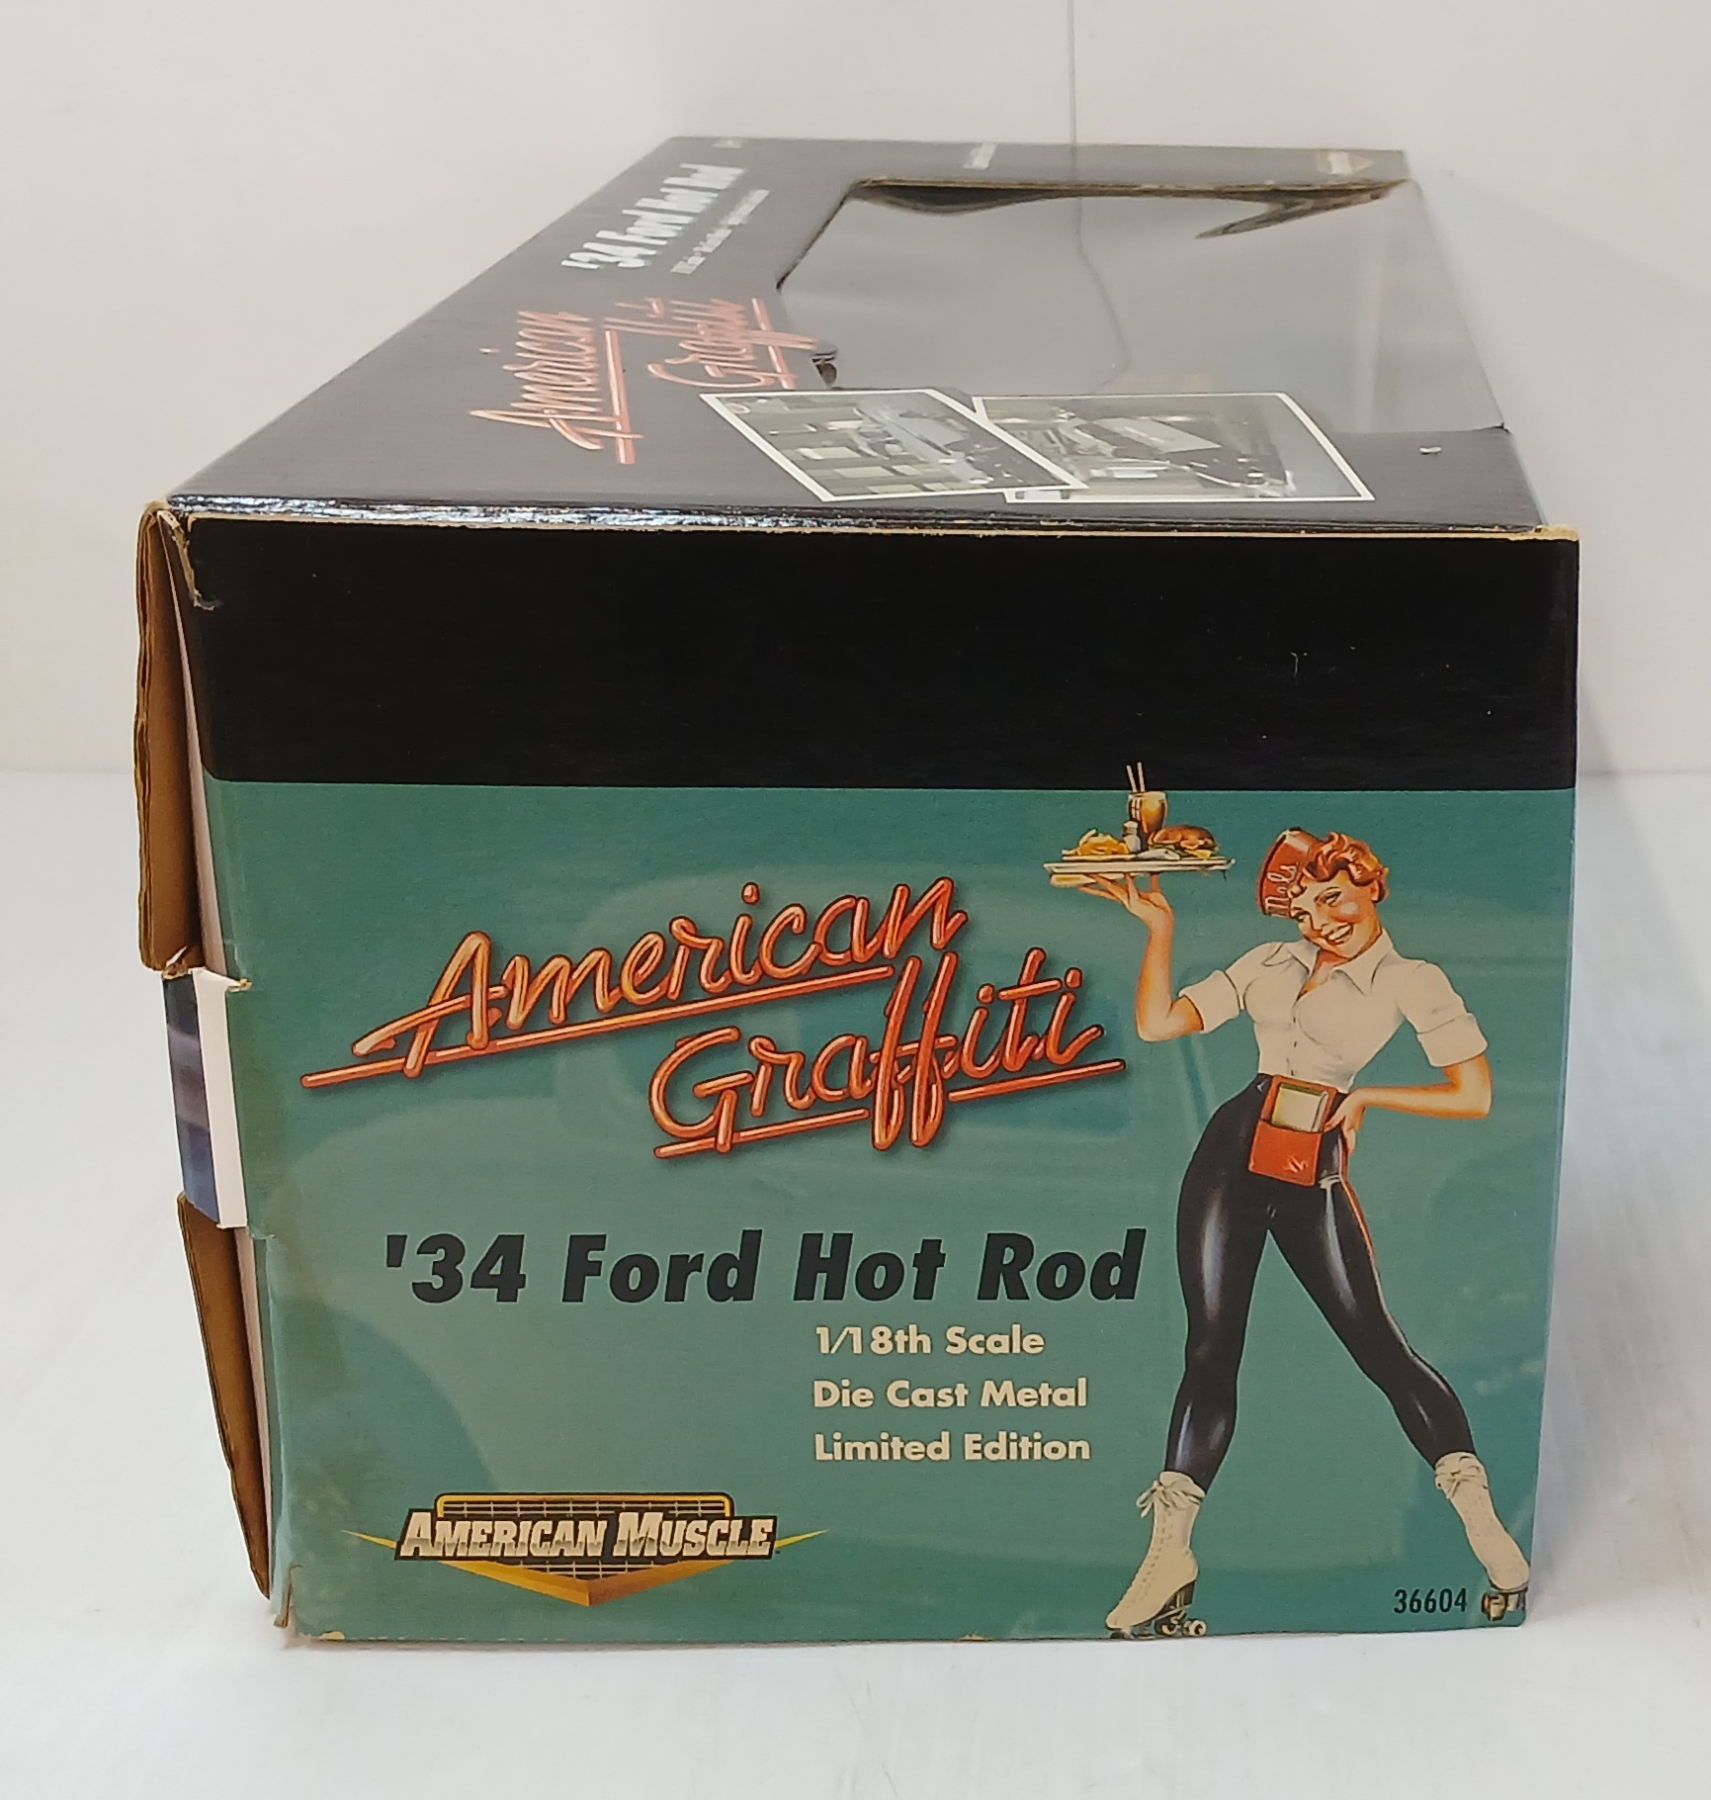 '34 Ford Hot Rod
American
Graffiti
American
Graffiti
Mels
'34 Ford Hot Rod
1/18th Scale
Die Cast Metal
Limited Edition
AMERICAN MUSCLE
36604